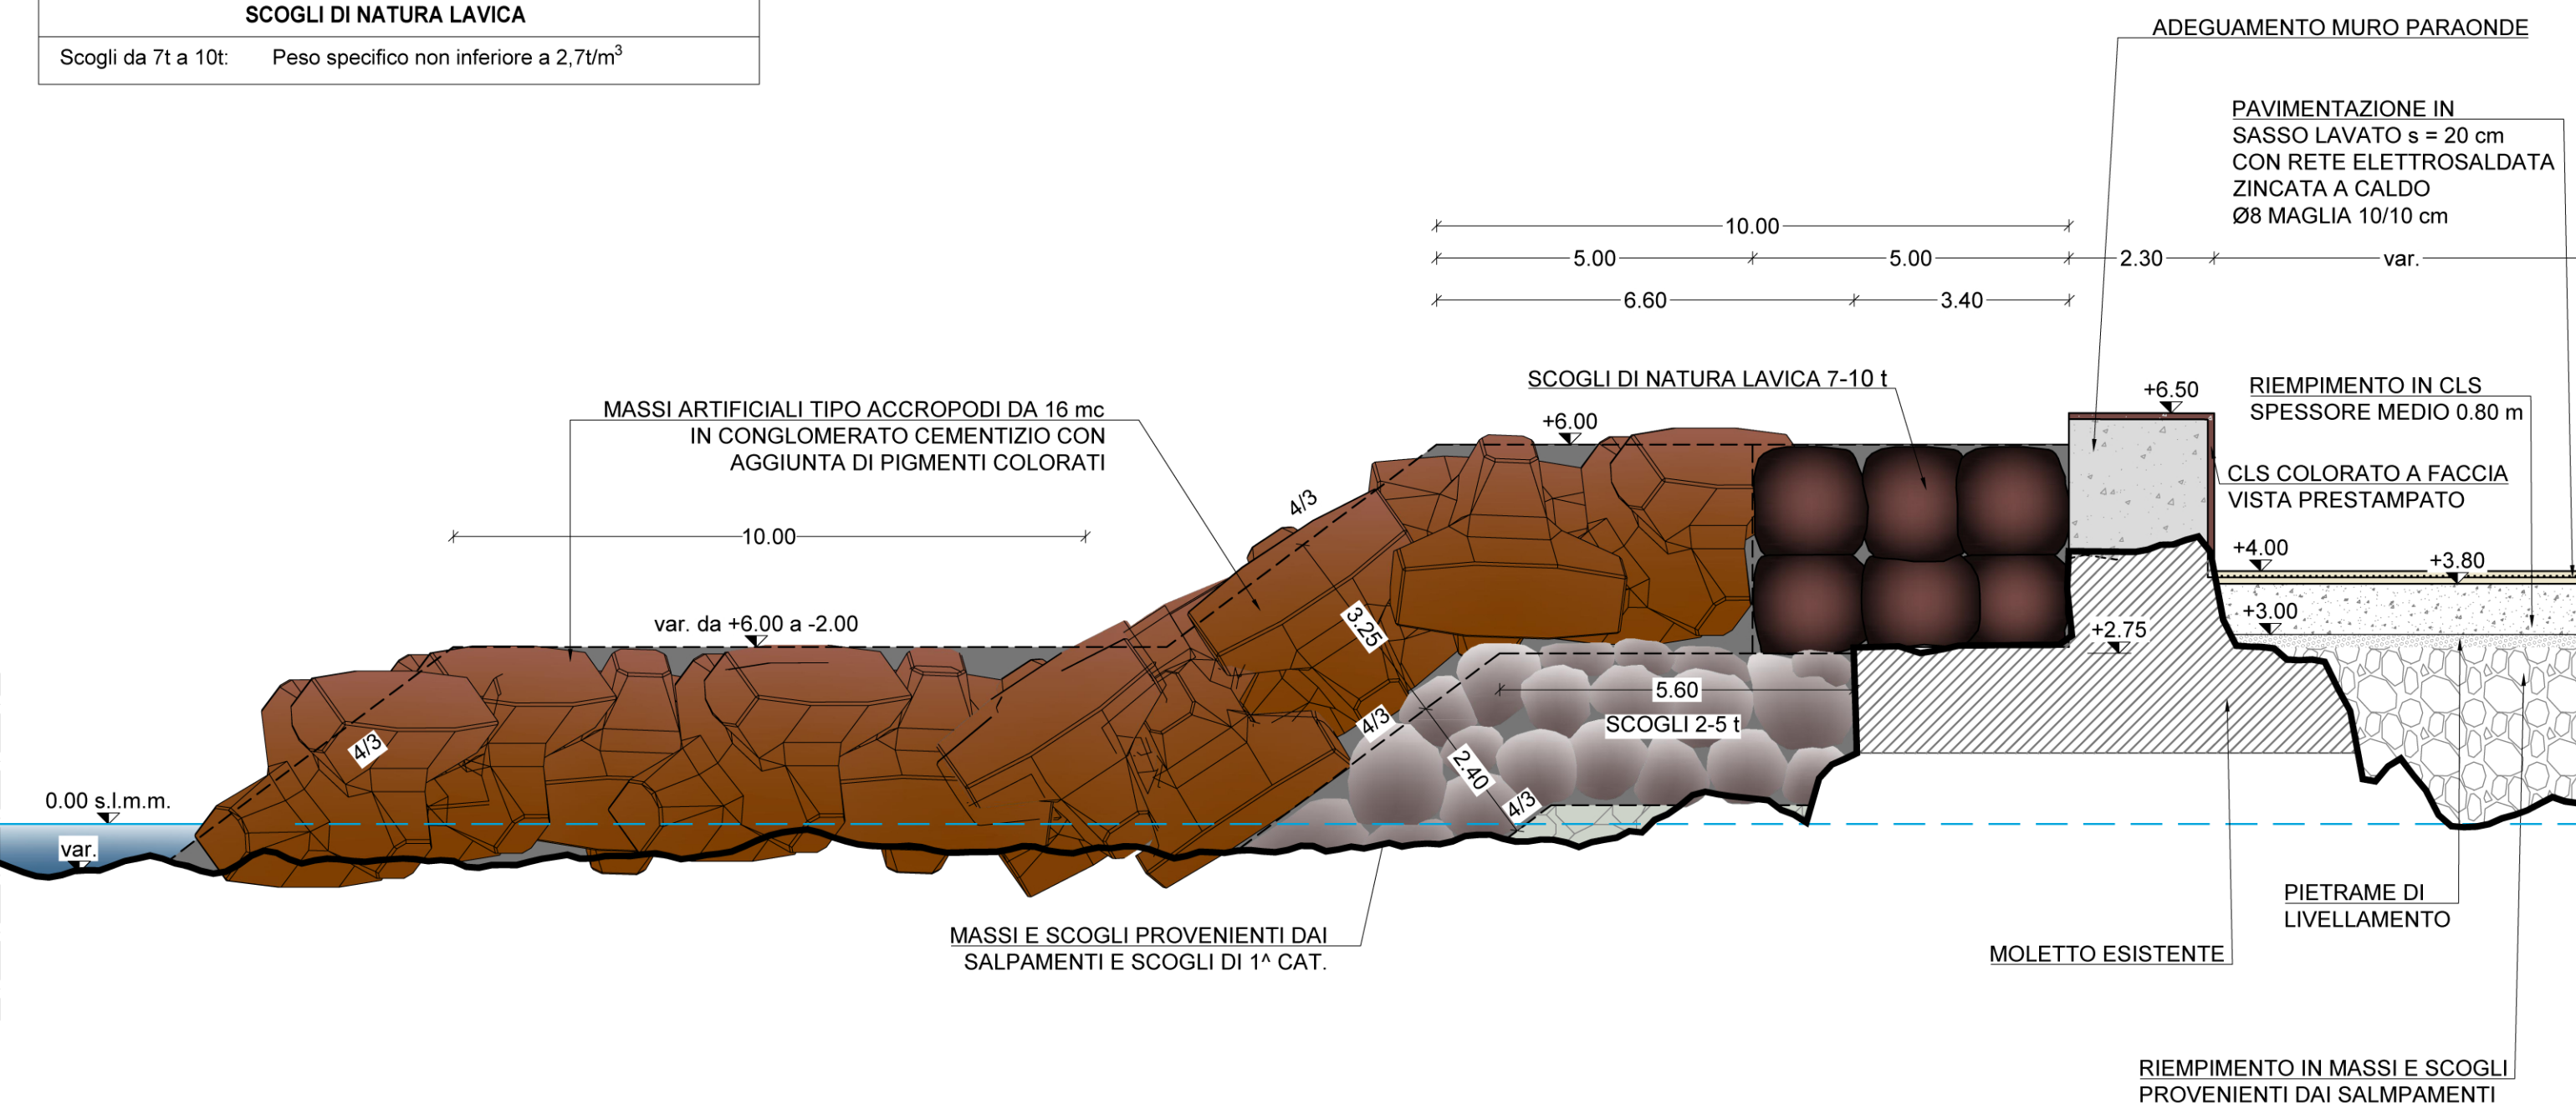 SCOGLI DI NATURA LAVICA
Scogli da 7t a 10t: Peso specifico non inferiore a 2,7t/m³
ADEGUAMENTO MURO PARAONDE
PAVIMENTAZIONE IN
SASSO LAVATO s = 20 cm
CON RETE ELETTROSALDATA
ZINCATA A CALDO
Ø8 MAGLIA 10/10 cm
10.00
5.00 5.00 2.30 var.
6.60 3.40
SCOGLI DI NATURA LAVICA 7-10 t
+6.50
RIEMPIMENTO IN CLS
SPESSORE MEDIO 0.80 m
MASSI ARTIFICIALI TIPO ACCROPODI DA 16 mc
IN CONGLOMERATO CEMENTIZIO CON
AGGIUNTA DI PIGMENTI COLORATI
+6.00
CLS COLORATO A FACCIA
VISTA PRESTAMPATO
4/3
10.00
+4.00
+3.80
+3.00
var. da +6.00 a -2.00
3.25
+2.75
5.60
SCOGLI 2-5 t
4/3
4/3
2.40
4/3
0.00 s.l.m.m.
var.
PIETRAME DI
LIVELLAMENTO
MASSI E SCOGLI PROVENIENTI DAI
SALPAMENTI E SCOGLI DI 1^ CAT.
MOLETTO ESISTENTE
RIEMPIMENTO IN MASSI E SCOGLI
PROVENIENTI DAI SALMPAMENTI